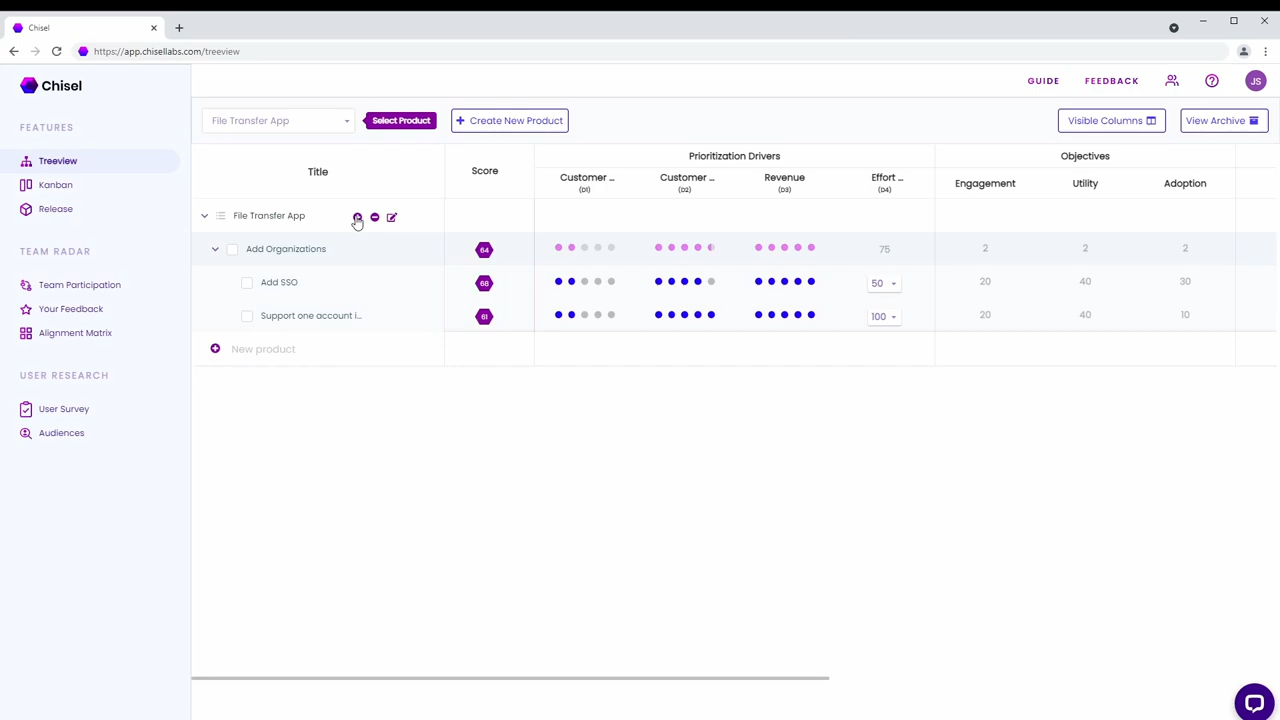 Chisel
https://app.chisellabs.com/treeview
Chisel
GUIDE
FEEDBACK
JS
FEATURES
Treeview
Kanban
Release
TEAM RADAR
Team Participation
Your Feedback
Alignment Matrix
USER RESEARCH
User Survey
Audiences
File Transfer App
Select Product
Create New Product
Visible Columns
View Archive
Title
Score
Prioritization Drivers
Objectives
Customer ...
(D1)
Customer ...
(D2)
Revenue
(D3)
Effort ...
(D4)
Engagement
Utility
Adoption
File Transfer App
Add Organizations
64
75
2
2
2
Add SSO
68
50
20
40
30
Support one account i...
61
100
20
40
10
New product